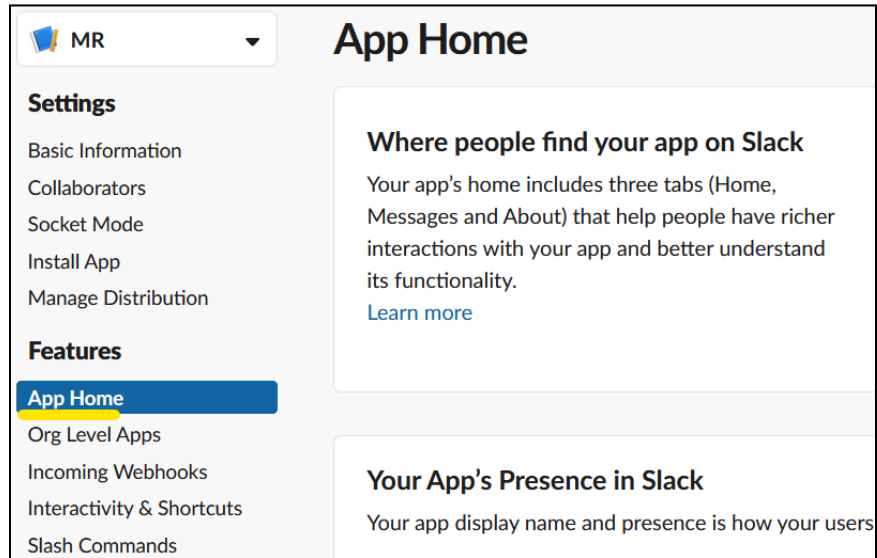 MR
Settings
Basic Information
Collaborators
Socket Mode
Install App
Manage Distribution
Features
App Home
Org Level Apps
Incoming Webhooks
Interactivity & Shortcuts
Slash Commands
App Home
Where people find your app on Slack
Your app's home includes three tabs (Home,
Messages and About) that help people have richer
interactions with your app and better understand
its functionality.
Learn more
Your App's Presence in Slack
Your app display name and presence is how your users